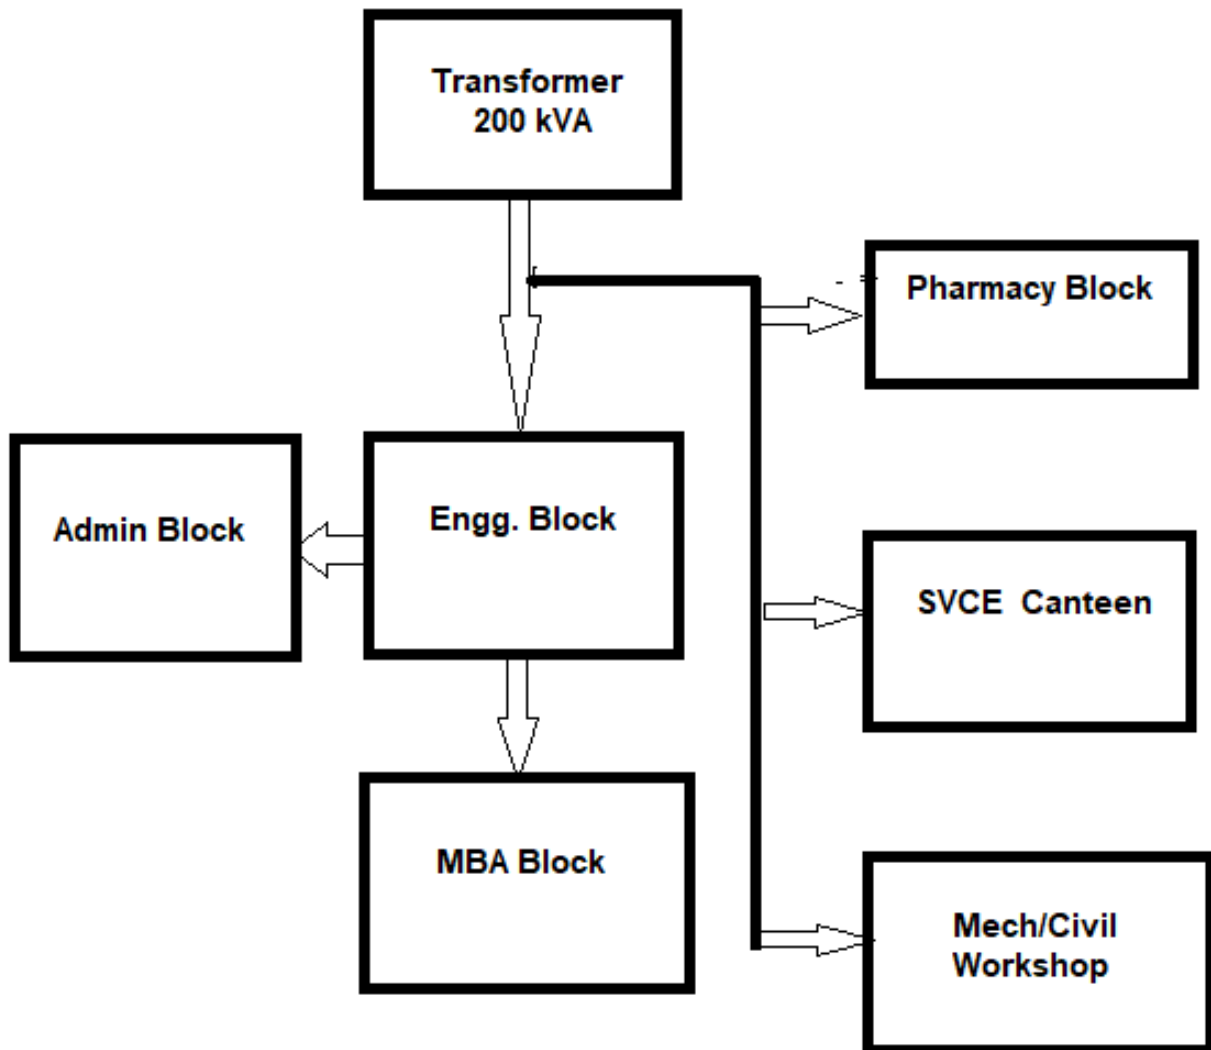 Transformer
200 kVA
Pharmacy Block
Admin Block
Engg. Block
SVCE Canteen
MBA Block
Mech/Civil
Workshop